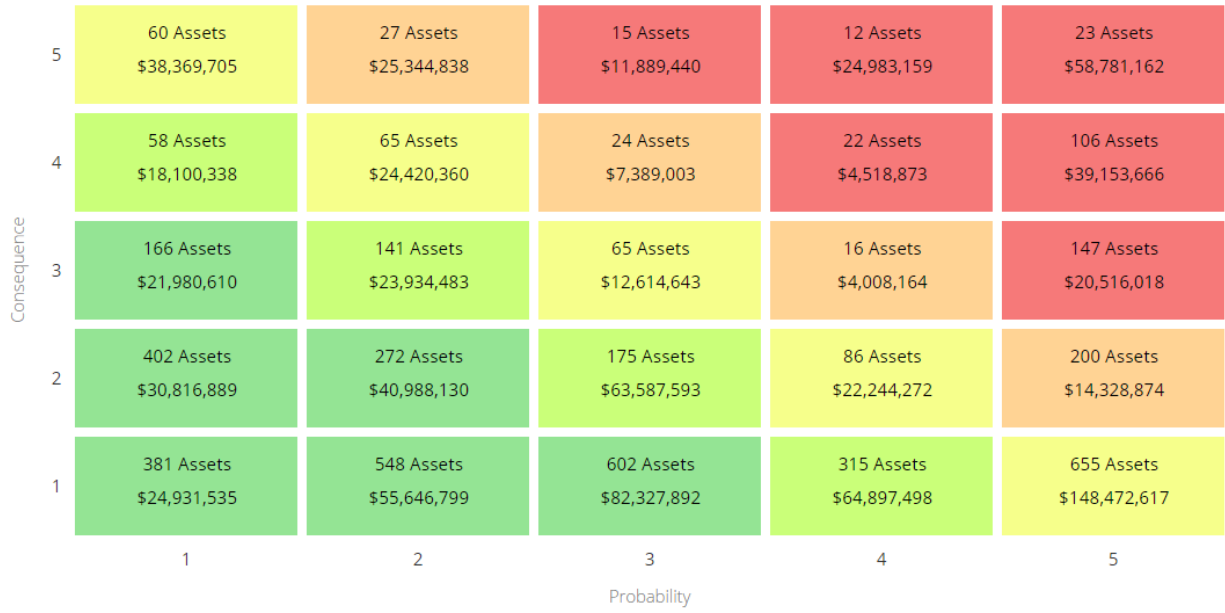 5
60 Assets
$38,369,705
27 Assets
$25,344,838
15 Assets
$11,889,440
12 Assets
$24,983,159
23 Assets
$58,781,162
4
58 Assets
$18,100,338
65 Assets
$24,420,360
24 Assets
$7,389,003
22 Assets
$4,518,873
106 Assets
$39,153,666
Consequence
3
166 Assets
$21,980,610
141 Assets
$23,934,483
65 Assets
$12,614,643
16 Assets
$4,008,164
147 Assets
$20,516,018
2
402 Assets
$30,816,889
272 Assets
$40,988,130
175 Assets
$63,587,593
86 Assets
$22,244,272
200 Assets
$14,328,874
1
381 Assets
$24,931,535
548 Assets
$55,646,799
602 Assets
$82,327,892
315 Assets
$64,897,498
655 Assets
$148,472,617
1
2
3
4
5
Probability